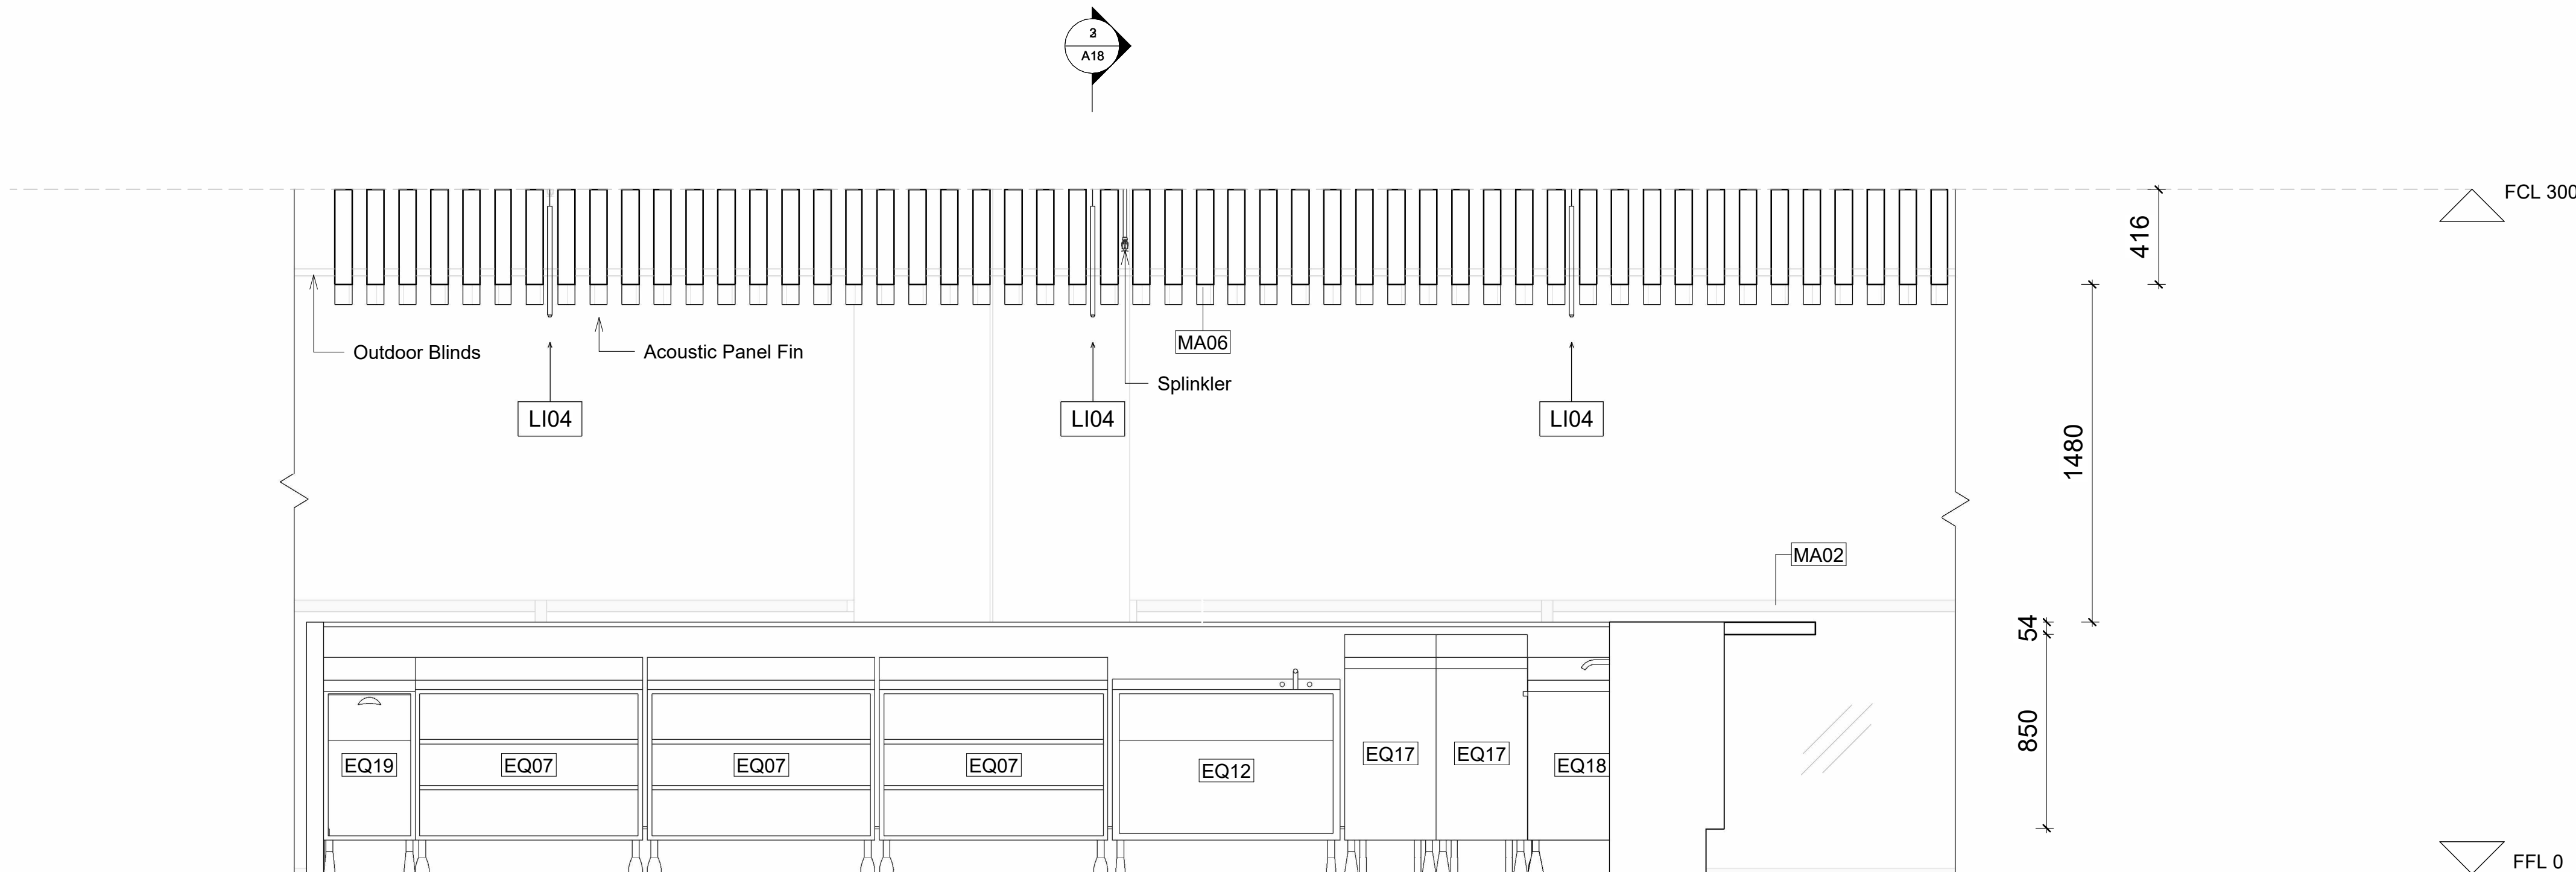 A18
FCL 300
416
Outdoor Blinds
Acoustic Panel Fin
MA06
Splinkler
LI04
LI04
LI04
1480
MA02
54
850
EQ19
EQ07
EQ07
EQ07
EQ12
EQ17
EQ17
EQ18
FFL 0